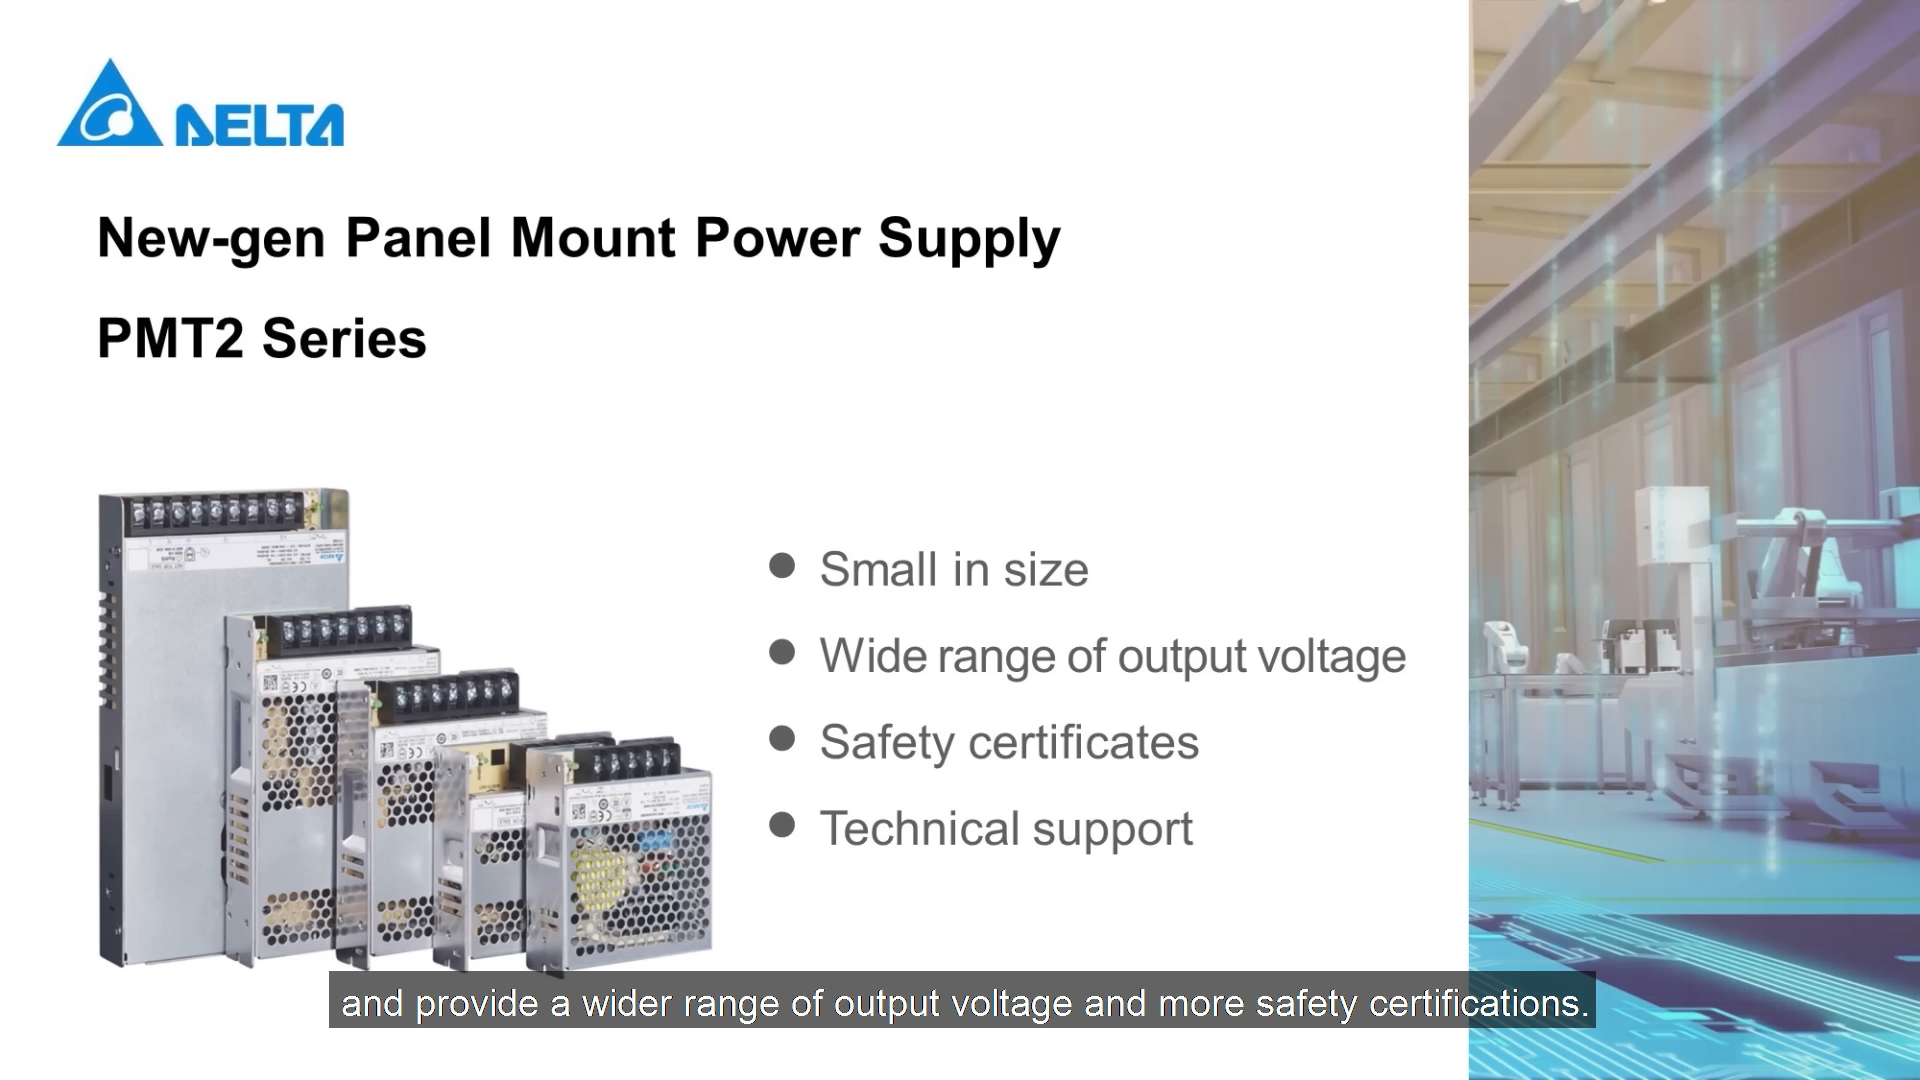 DELTA
New-gen Panel Mount Power Supply
PMT2 Series
Small in size
Wide range of output voltage
Safety certificates
Technical support
and provide a wider range of output voltage and more safety certifications.